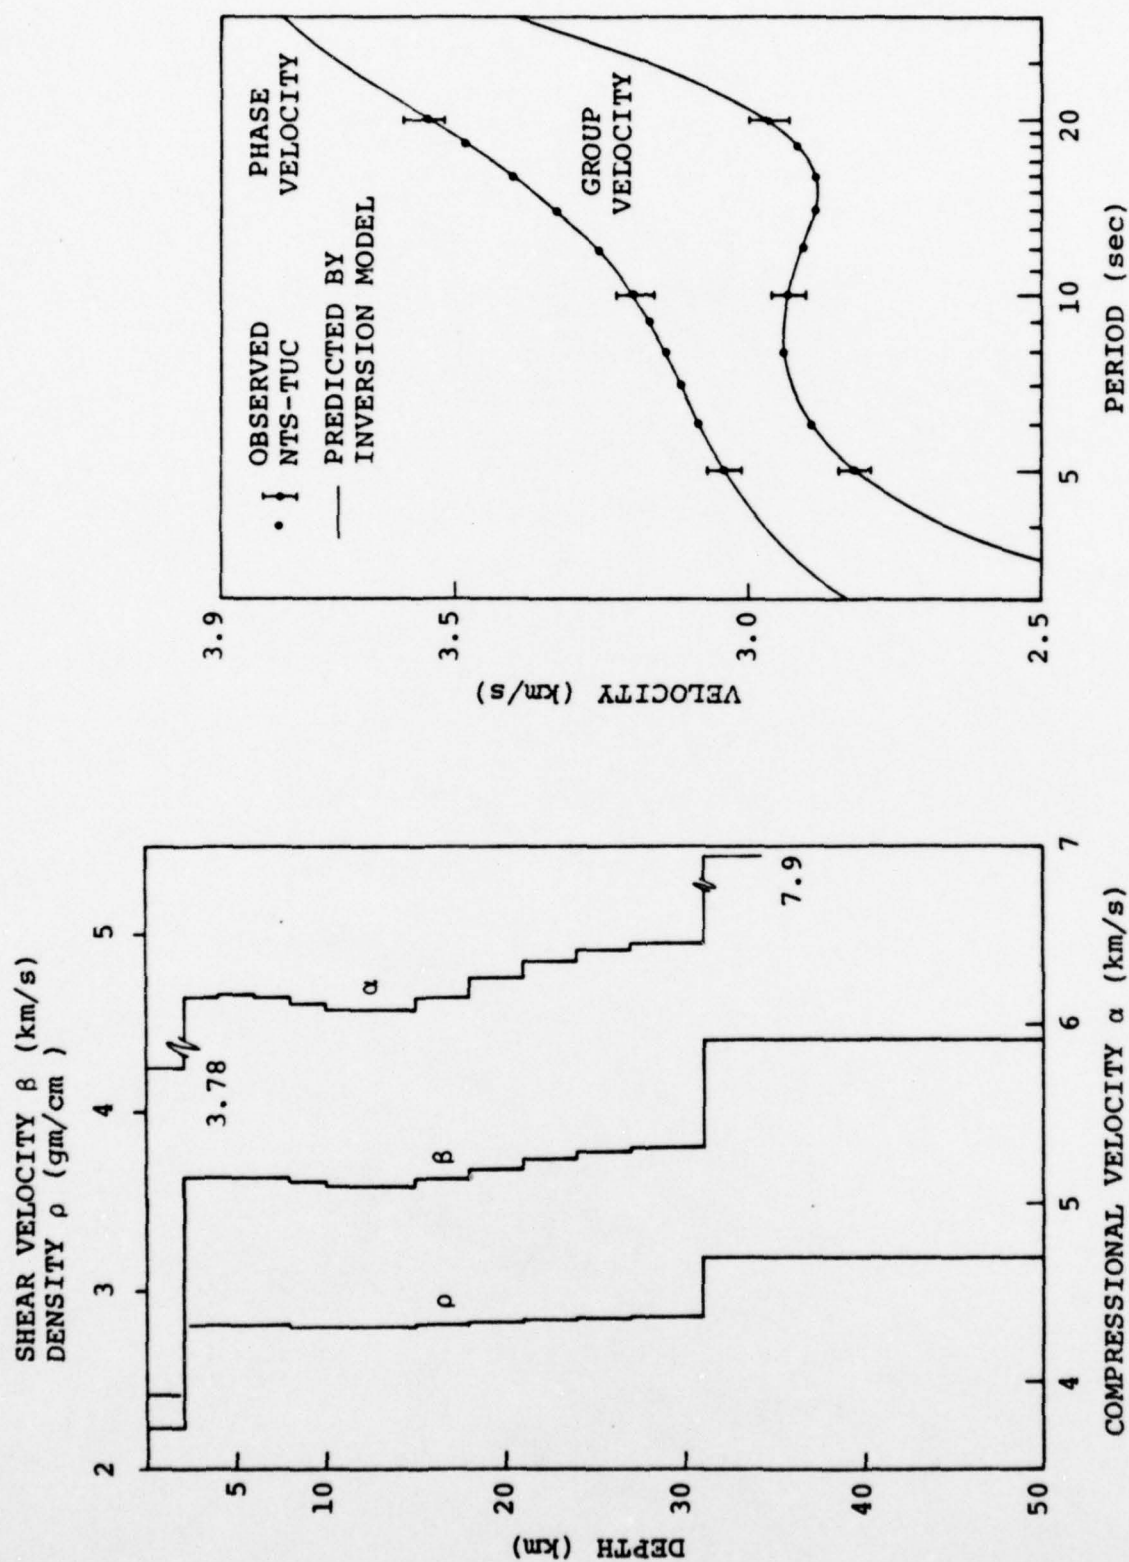 SHEAR VELOCITY β (km/s)
DENSITY ρ (gm/cm )
2
3
4
5
5
10
20
30
40
50
DEPTH (km)
3.78
α
β
ρ
7.9
4
5
6
7
COMPRESSIONAL VELOCITY α (km/s)
3.9
3.5
3.0
2.5
VELOCITY (km/s)
OBSERVED
NTS-TUC
PREDICTED BY
INVERSION MODEL
PHASE
VELOCITY
GROUP
VELOCITY
5
10
20
PERIOD (sec)